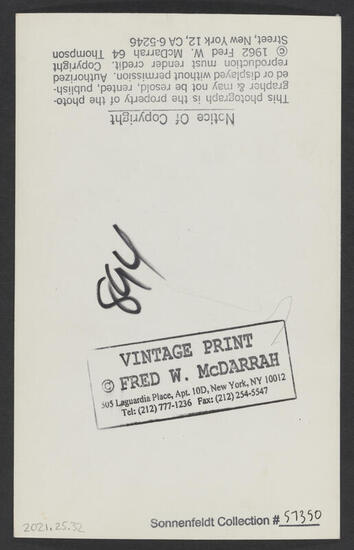 Notice Of Copyright
This photograph is the property of the photo-
grapher & may not be, resold, rented, publish-
ed or displayed without permission. Authorized
reproduction must render credit. Copyright
© 1962 Fred W. McDarrah 64 Thompson
Street, New York 12, CA 6-5246
894
VINTAGE PRINT
© FRED W. McDARRAH
505 Laguardia Place, Apt. 10D, New York, NY 10012
Tel: (212) 777-1236 Fax: (212) 254-5547
2021.25.32
Sonnenfeldt Collection # 57350